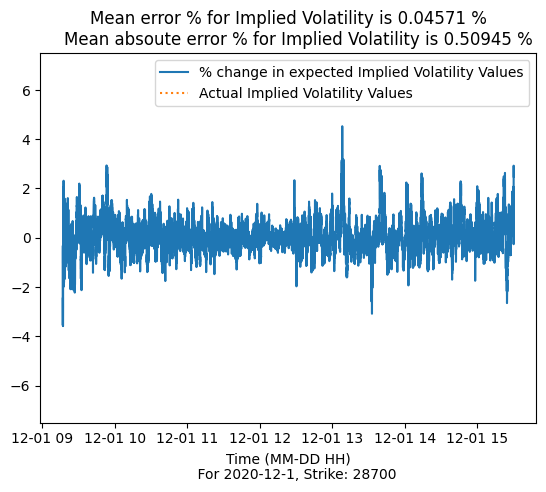 Mean error % for Implied Volatility is 0.04571 %
Mean absoute error % for Implied Volatility is 0.50945 %
% change in expected Implied Volatility Values
Actual Implied Volatility Values
6
4
2
0
−2
−4
−6
12-01 09 12-01 10 12-01 11 12-01 12 12-01 13 12-01 14 12-01 15
Time (MM-DD HH)
For 2020-12-1, Strike: 28700